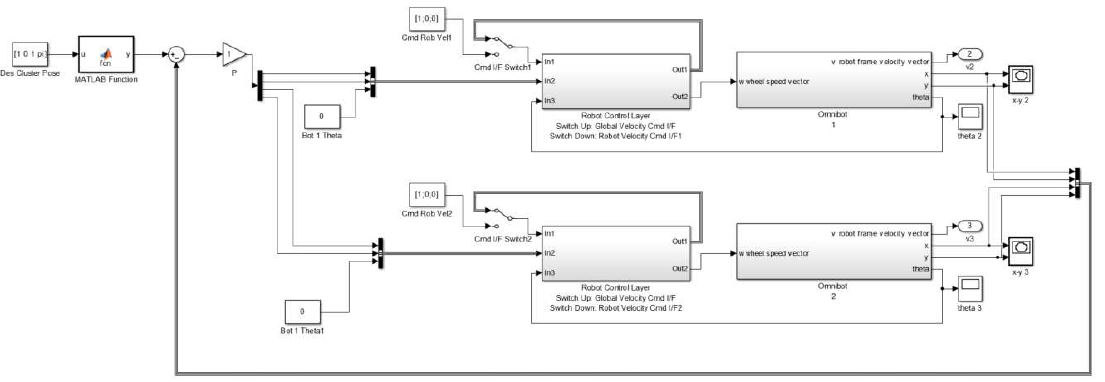 [1;0;0]
Cmd Rob Vel1
Cmd I/F Switch1
[1 0 1 pi]
Des Cluster Pose
u
fcn
y
MATLAB Function
+
1
P
0
Bot 1 Theta
In1
In2
In3
Out1
Out2
Robot Control Layer
Switch Up: Global Velocity Cmd I/F
Switch Down: Robot Velocity Cmd I/F1
w wheel speed vector
v robot frame velocity vector
x
y
theta
Omnibot
1
2
v2
x-y 2
theta 2
[1;0;0]
Cmd Rob Vel2
Cmd I/F Switch2
In1
In2
In3
Out1
Out2
Robot Control Layer
Switch Up: Global Velocity Cmd I/F
Switch Down: Robot Velocity Cmd I/F2
w wheel speed vector
v robot frame velocity vector
x
y
theta
Omnibot
2
3
v3
x-y 3
theta 3
0
Bot 1 Theta1